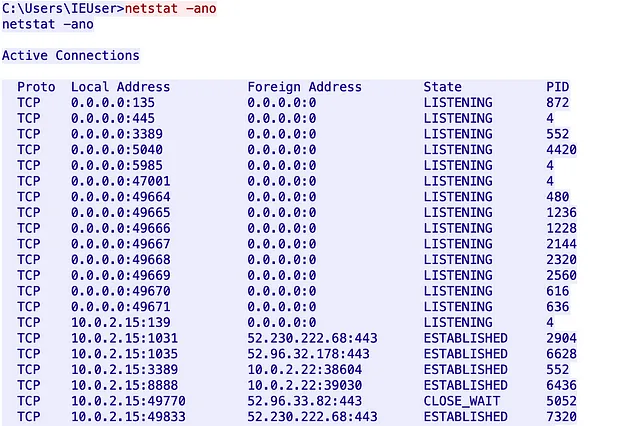 C:\Users\IEUser>netstat -ano
netstat -ano
Active Connections
Proto  Local Address          Foreign Address        State           PID
TCP    0.0.0.0:135            0.0.0.0:0              LISTENING       872
TCP    0.0.0.0:445            0.0.0.0:0              LISTENING       4
TCP    0.0.0.0:3389           0.0.0.0:0              LISTENING       552
TCP    0.0.0.0:5040           0.0.0.0:0              LISTENING       4420
TCP    0.0.0.0:5985           0.0.0.0:0              LISTENING       4
TCP    0.0.0.0:47001          0.0.0.0:0              LISTENING       4
TCP    0.0.0.0:49664          0.0.0.0:0              LISTENING       480
TCP    0.0.0.0:49665          0.0.0.0:0              LISTENING       1236
TCP    0.0.0.0:49666          0.0.0.0:0              LISTENING       1228
TCP    0.0.0.0:49667          0.0.0.0:0              LISTENING       2144
TCP    0.0.0.0:49668          0.0.0.0:0              LISTENING       2320
TCP    0.0.0.0:49669          0.0.0.0:0              LISTENING       2560
TCP    0.0.0.0:49670          0.0.0.0:0              LISTENING       616
TCP    0.0.0.0:49671          0.0.0.0:0              LISTENING       636
TCP    10.0.2.15:139          0.0.0.0:0              LISTENING       4
TCP    10.0.2.15:1031         52.230.222.68:443      ESTABLISHED     2904
TCP    10.0.2.15:1035         52.96.32.178:443       ESTABLISHED     6628
TCP    10.0.2.15:3389         10.0.2.22:38604        ESTABLISHED     552
TCP    10.0.2.15:8888         10.0.2.22:39030        ESTABLISHED     6436
TCP    10.0.2.15:49770        52.96.33.82:443        CLOSE_WAIT      5052
TCP    10.0.2.15:49833        52.230.222.68:443      ESTABLISHED     7320